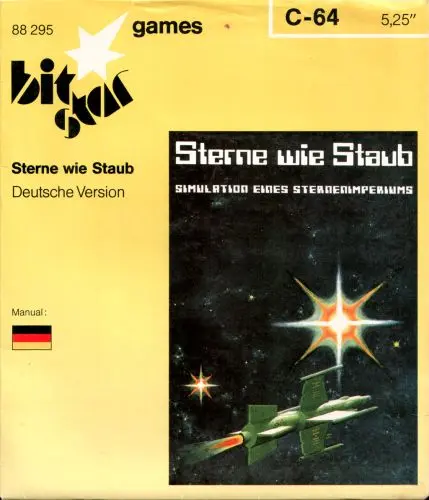 88 295
games
C-64
5,25"
bit
star
Sterne wie Staub
Deutsche Version
Manual:
Sterne wie Staub
SIMULATION EINES STERNENIMPERIUMS